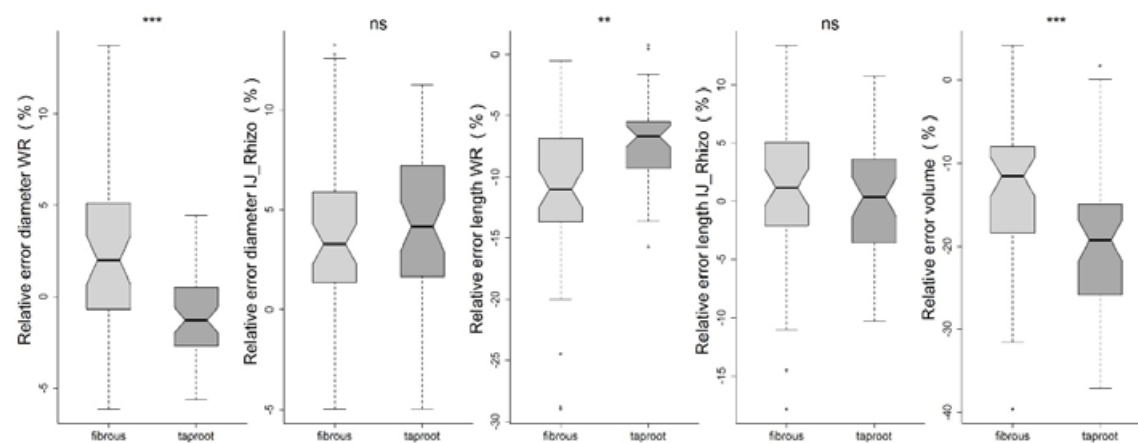 ***
ns
**
ns
***
Relative error diameter WR ( % )
-5
0
5
10
fibrous
taproot
Relative error diameter IJ_Rhizo ( % )
-5
0
5
10
fibrous
taproot
Relative error length WR ( % )
-30
-25
-20
-15
-10
-5
0
fibrous
taproot
Relative error length IJ_Rhizo ( % )
-15
-10
-5
0
5
10
fibrous
taproot
Relative error volume ( % )
-40
-30
-20
-10
0
fibrous
taproot